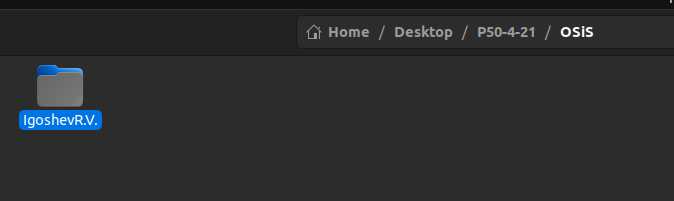 Home / Desktop / P50-4-21 / OSiS
IgoshevR.V.